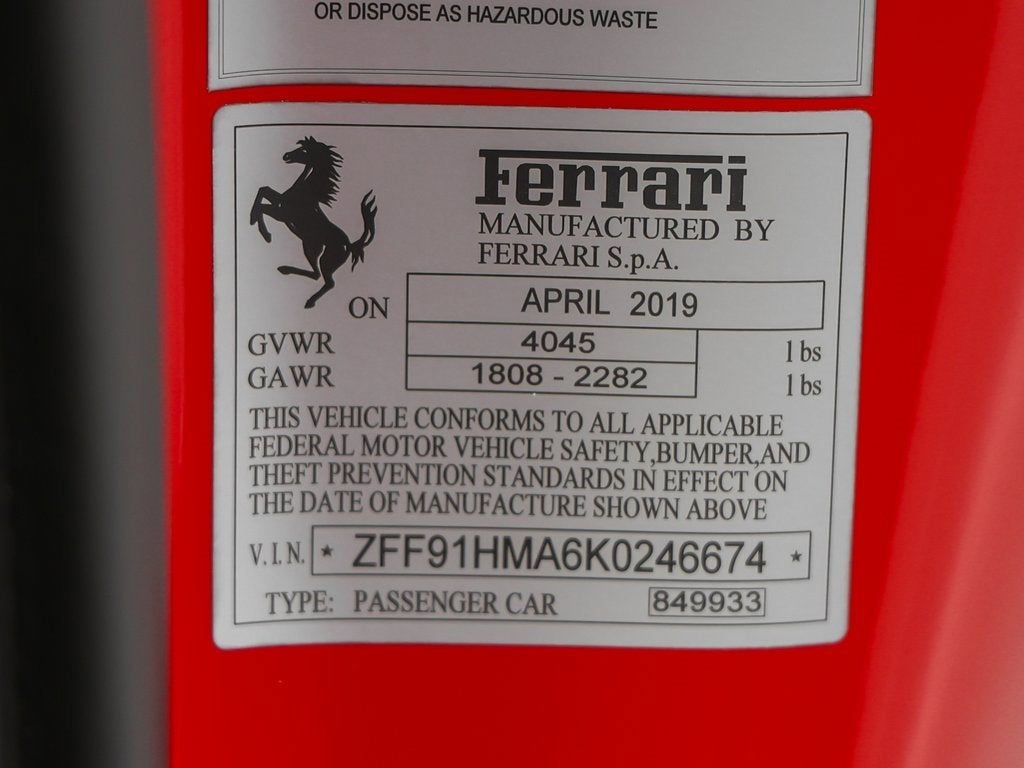 OR DISPOSE AS HAZARDOUS WASTE
Ferrari
MANUFACTURED BY
FERRARI S.p.A.
ON APRIL 2019
GVWR 4045 lbs
GAWR 1808 - 2282 lbs
THIS VEHICLE CONFORMS TO ALL APPLICABLE
FEDERAL MOTOR VEHICLE SAFETY,BUMPER,AND
THEFT PREVENTION STANDARDS IN EFFECT ON
THE DATE OF MANUFACTURE SHOWN ABOVE
V.I.N. * ZFF91HMA6K0246674 *
TYPE: PASSENGER CAR 849933